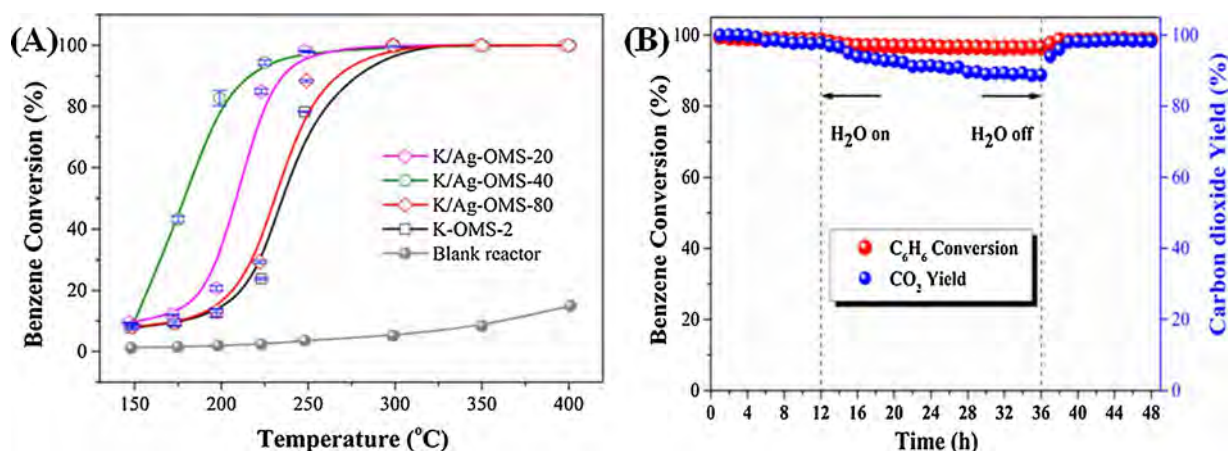 (A)
Benzene Conversion (%)
100
80
60
40
20
0
K/Ag-OMS-20
K/Ag-OMS-40
K/Ag-OMS-80
K-OMS-2
Blank reactor
150 200 250 300 350 400
Temperature (°C)
(B)
Benzene Conversion (%)
100
80
60
40
20
0
H₂O on
H₂O off
C₆H₆ Conversion
CO₂ Yield
0 4 8 12 16 20 24 28 32 36 40 44 48
Time (h)
100
80
60
40
20
0
Carbon dioxide Yield (%)